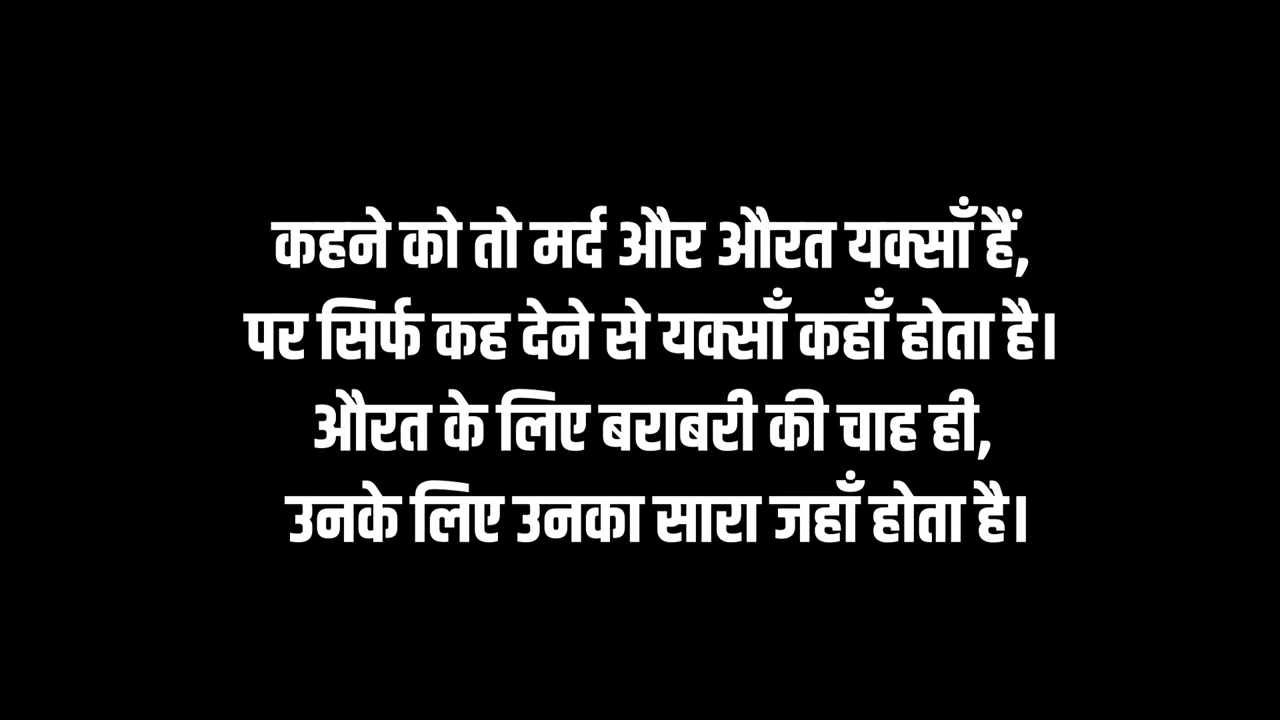 कहने को तो मर्द और औरत यक्साँ हैं,
पर सिर्फ कह देने से यक्साँ कहाँ होता है।
औरत के लिए बराबरी की चाह ही,
उनके लिए उनका सारा जहाँ होता है।